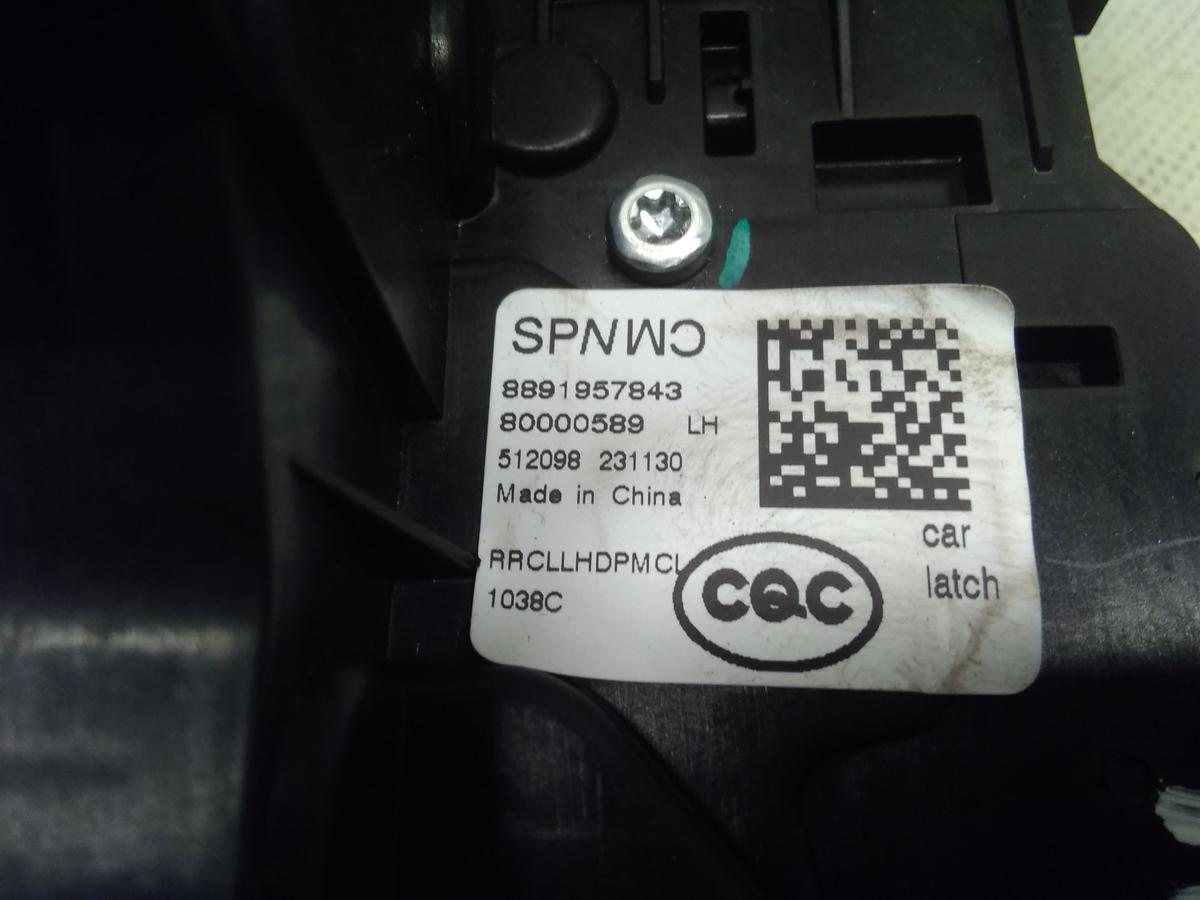 SPNWC
8891957843
80000589 LH
512098 231130
Made in China
RRCLLHDPMCL
1038C
CQC
car
latch